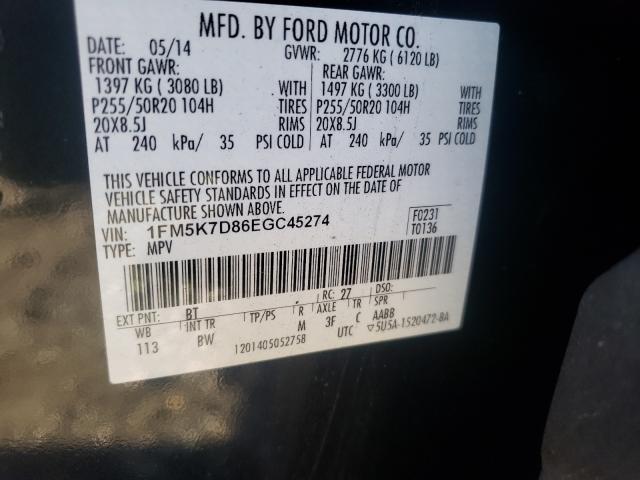 MFD. BY FORD MOTOR CO.
DATE: 05/14 GVWR: 2776 KG ( 6120 LB)
FRONT GAWR: REAR GAWR:
1397 KG ( 3080 LB) WITH 1497 KG ( 3300 LB) WITH
P255/50R20 104H TIRES P255/50R20 104H TIRES
20X8.5J RIMS 20X8.5J RIMS
AT 240 kPa/ 35 PSI COLD AT 240 kPa/ 35 PSI COLD
THIS VEHICLE CONFORMS TO ALL APPLICABLE FEDERAL MOTOR
VEHICLE SAFETY STANDARDS IN EFFECT ON THE DATE OF
MANUFACTURE SHOWN ABOVE.
VIN: 1FM5K7D86EGC45274 F0231
TYPE: MPV T0136
EXT PNT: BT RC: 27 DSO:
WB INT TR TP/PS R AXLE TR SPR
113 BW M 3F C AABB
1201405052758 UTC ▽5U5A-1520472-BA